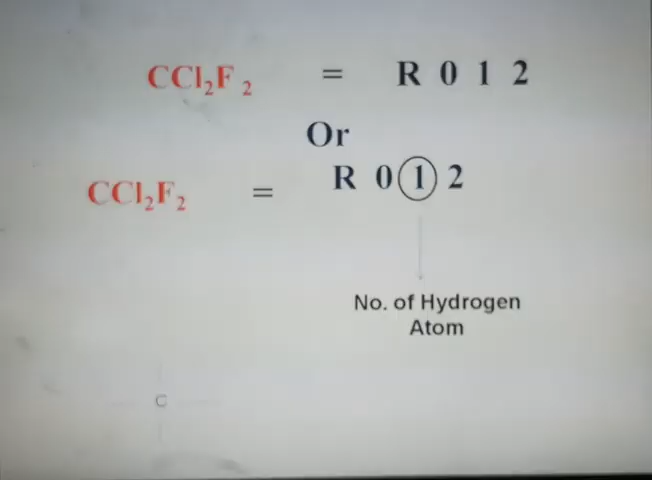 CCl₂F₂ = R 0 1 2
Or
CCl₂F₂ = R 0 1 2
No. of Hydrogen
Atom
C